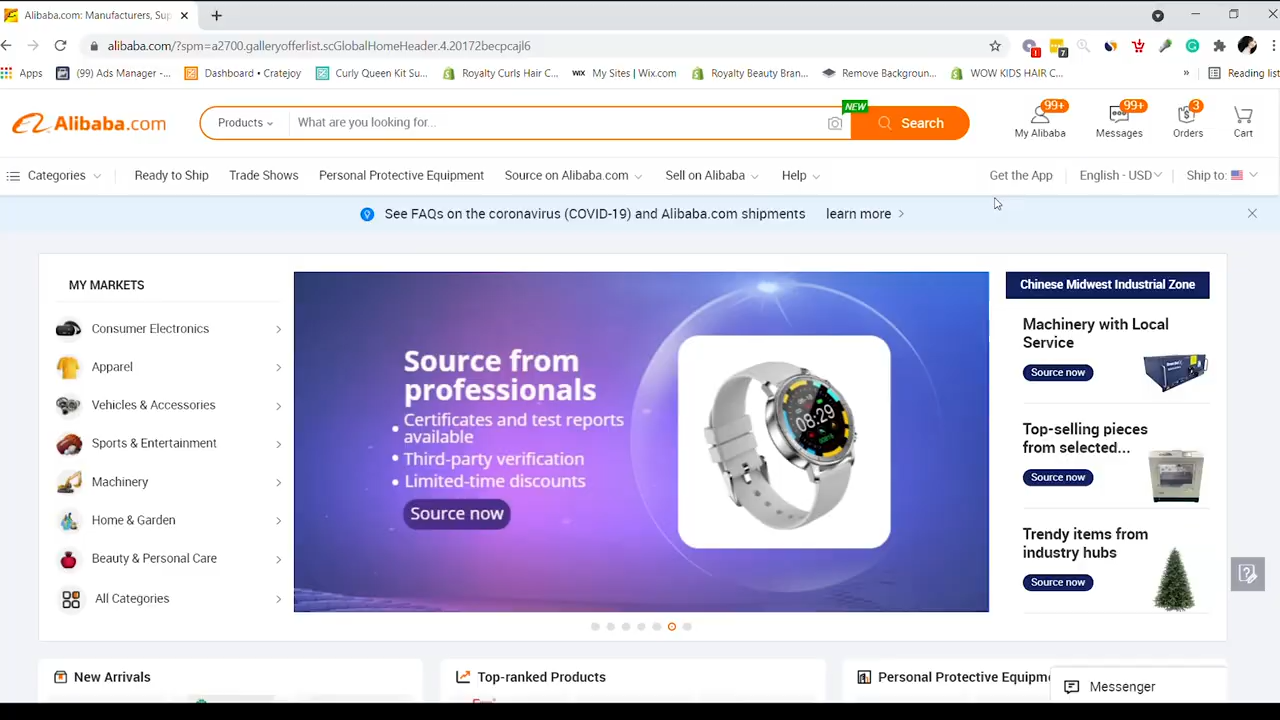 Alibaba.com: Manufacturers, Sup
alibaba.com/?spm=a2700.galleryofferlist.sGlobalHomeHeader.4.20172becpcajl6
Apps (99) Ads Manager -... Dashboard • Cartejoy Curly Queen Kit Su... Royalty Curls Hair C... WIX My Sites | Wix.com Royalty Beauty Bran... Remove Backgroun... WOW KIDS HAIR C... » Reading list
Alibaba.com
Products
What are you looking for...
NEW
Search
99+
My Alibaba
99+
Messages
3
Orders
Cart
Categories Ready to Ship Trade Shows Personal Protective Equipment Source on Alibaba.com Sell on Alibaba Help Get the App English - USD Ship to:
See FAQs on the coronavirus (COVID-19) and Alibaba.com shipments learn more
MY MARKETS
Consumer Electronics
Apparel
Vehicles & Accessories
Sports & Entertainment
Machinery
Home & Garden
Beauty & Personal Care
All Categories
Source from
professionals
• Certificates and test reports
available
• Third-party verification
• Limited-time discounts
Source now
08:29
Chinese Midwest Industrial Zone
Machinery with Local
Service
Source now
Top-selling pieces
from selected...
Source now
Trendy items from
industry hubs
Source now
New Arrivals
Top-ranked Products
Personal Protective Equipme
Messenger